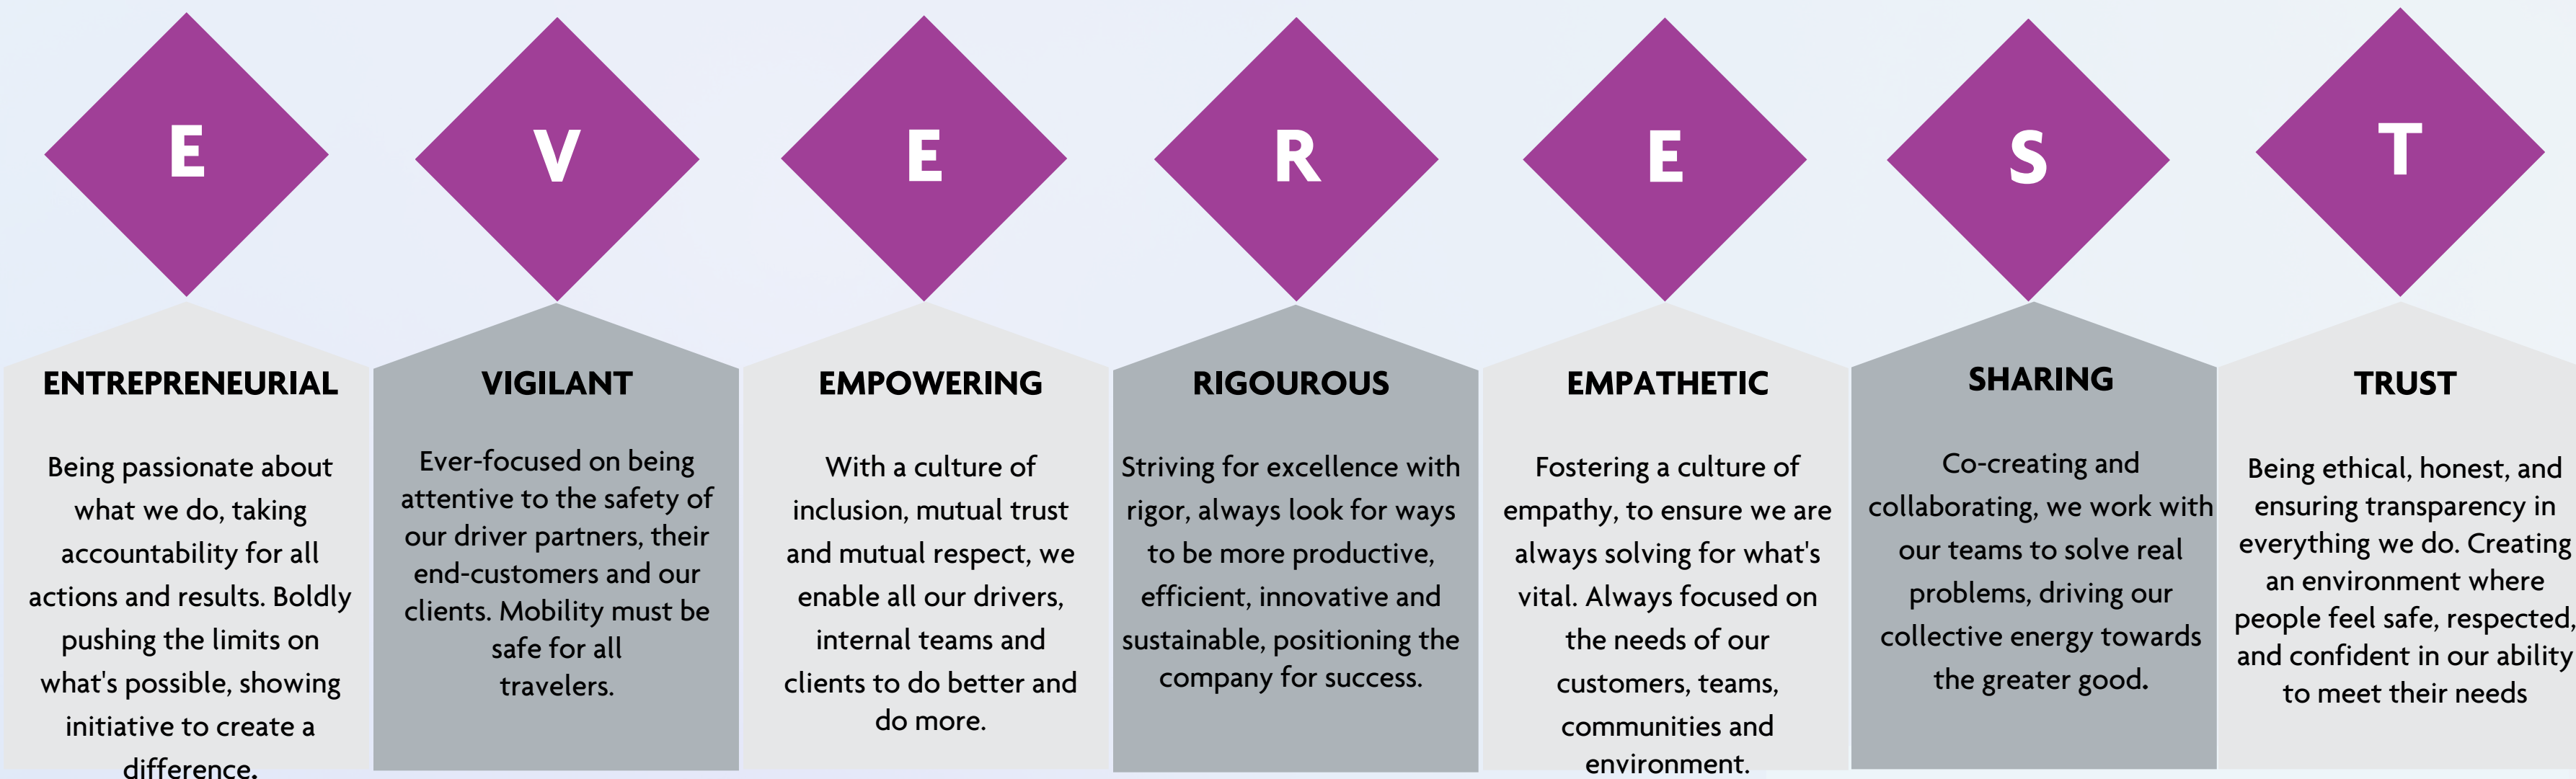 E
V
E
R
E
S
T
ENTREPRENEURIAL
Being passionate about
what we do, taking
accountability for all
actions and results. Boldly
pushing the limits on
what's possible, showing
initiative to create a
difference.
VIGILANT
Ever-focused on being
attentive to the safety of
our driver partners, their
end-customers and our
clients. Mobility must be
safe for all
travelers.
EMPOWERING
With a culture of
inclusion, mutual trust
and mutual respect, we
enable all our drivers,
internal teams and
clients to do better and
do more.
RIGOUROUS
Striving for excellence with
rigor, always look for ways
to be more productive,
efficient, innovative and
sustainable, positioning the
company for success.
EMPATHETIC
Fostering a culture of
empathy, to ensure we are
always solving for what's
vital. Always focused on
the needs of our
customers, teams,
communities and
environment.
SHARING
Co-creating and
collaborating, we work with
our teams to solve real
problems, driving our
collective energy towards
the greater good.
TRUST
Being ethical, honest, and
ensuring transparency in
everything we do. Creating
an environment where
people feel safe, respected,
and confident in our ability
to meet their needs